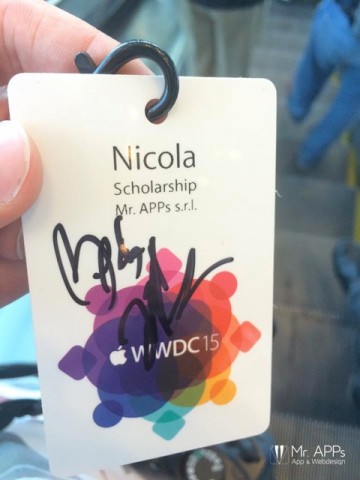 Nicola
Scholarship
Mr. APPs s.r.l.
WWDC15
Mr. APPs
App & Webdesign